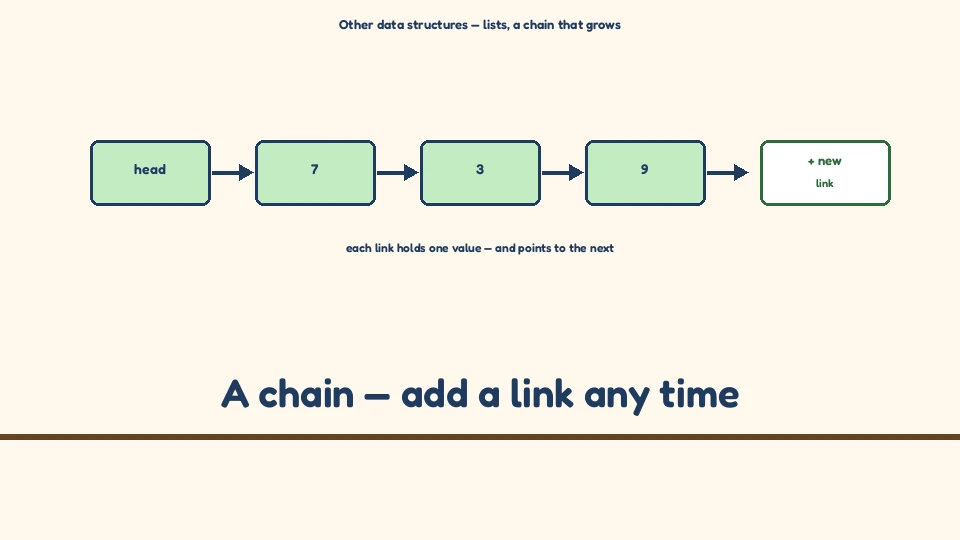 Other data structures — lists, a chain that grows
head
7
3
9
+ new
link
each link holds one value — and points to the next
A chain — add a link any time